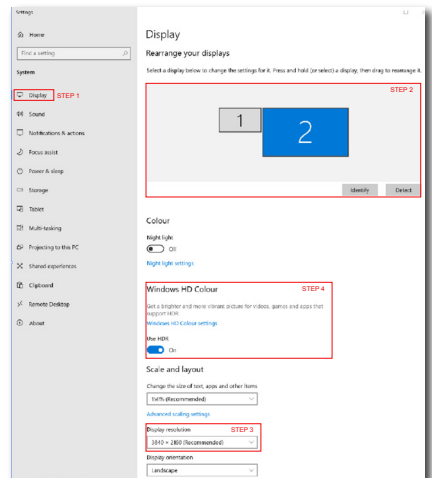 Settings
Home
Find a setting
System
Display STEP 1
Sound
Notifications & actions
Focus assist
Power & sleep
Storage
Tablet
Multi-tasking
Projecting to this PC
Shared experiences
Clipboard
Remote Desktop
About
Display
Rearrange your displays
Select a display below to change the settings for it. Press and hold (or select) a display, then drag to rearrange it.
STEP 2
1
2
Identify Detect
Colour
Night light
Off
Night light settings
Windows HD Colour STEP 4
Get a brighter and more vibrant picture for videos, games and apps that
support HDR
Windows HD Colour settings
Use HDR
On
Scale and layout
Change the size of text, apps and other items
(Recommended)
Advanced scaling settings
Display resolution STEP 3
3840 × 2160 (Recommended)
Display orientation
Landscape